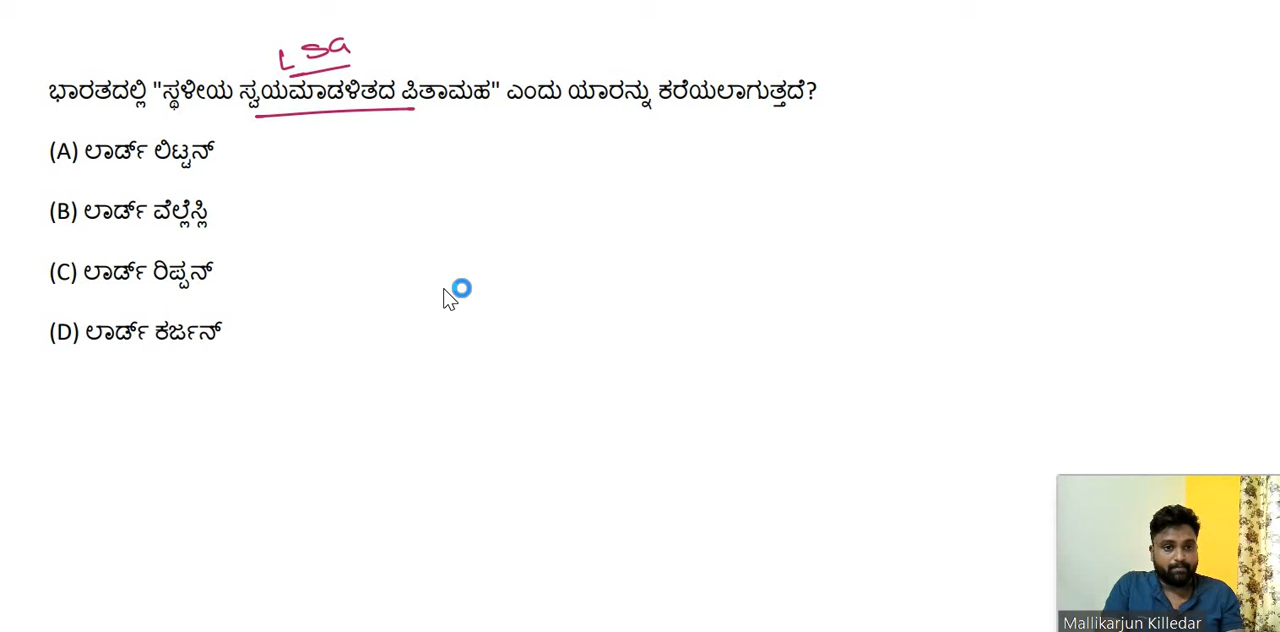 LSG
ಭಾರತದಲ್ಲಿ "ಸ್ಥಳೀಯ ಸ್ವಯಮಾಡಳಿತದ ಪಿತಾಮಹ" ಎಂದು ಯಾರನ್ನು ಕರೆಯಲಾಗುತ್ತದೆ?
(A) ಲಾರ್ಡ್ ಲಿಟ್ಟನ್
(B) ಲಾರ್ಡ್ ವೆಲ್ಲೆಸ್ಲಿ
(C) ಲಾರ್ಡ್ ರಿಪ್ಪನ್
(D) ಲಾರ್ಡ್ ಕರ್ಜನ್
Mallikarjun Killedar